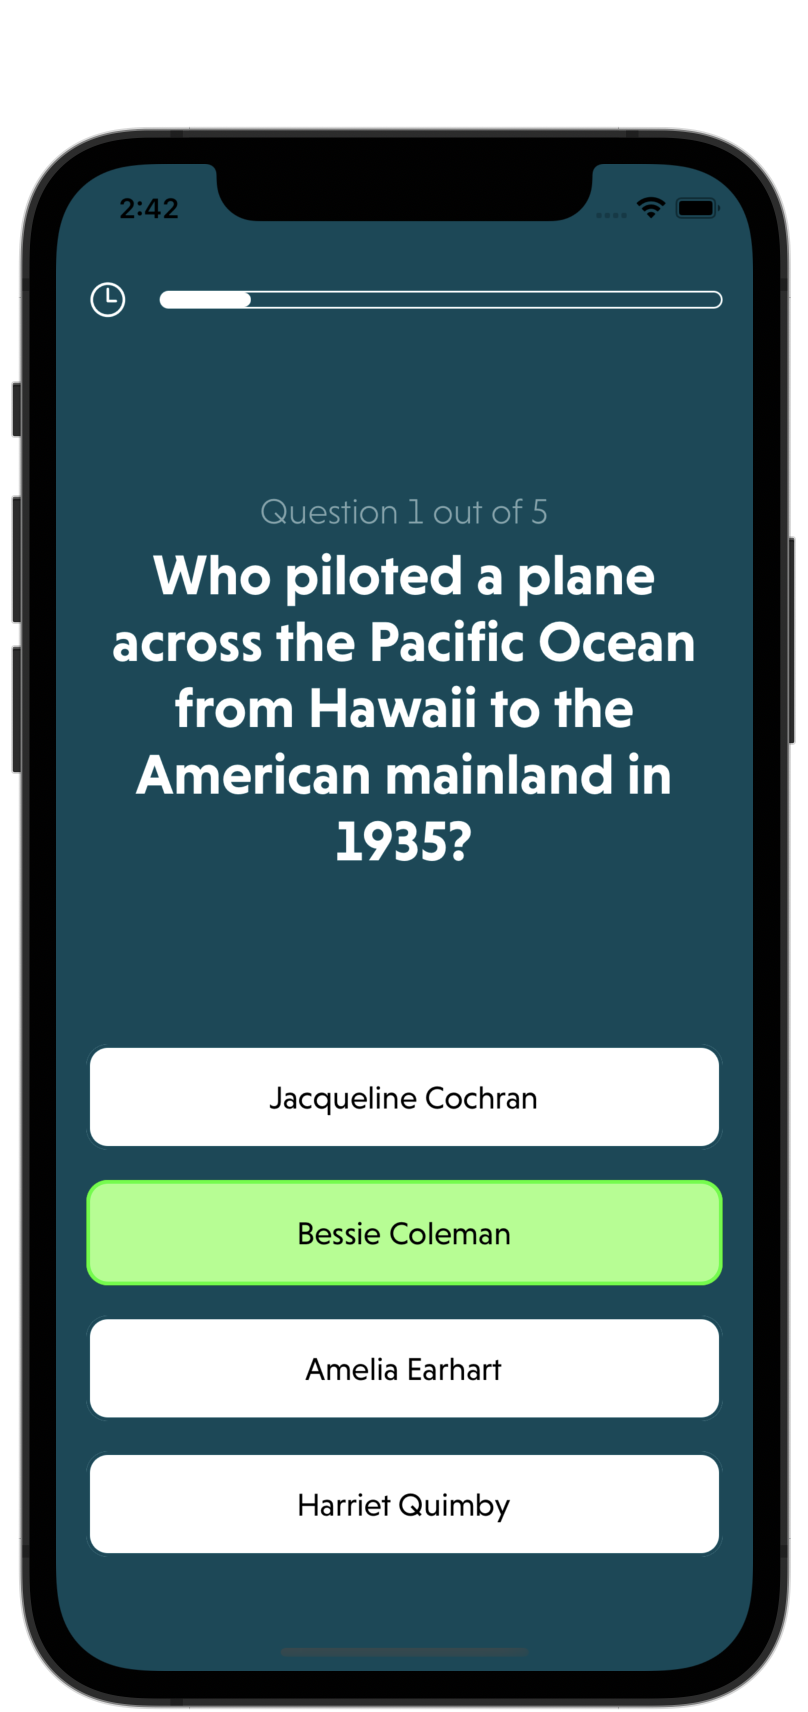 2:42
Question 1 out of 5
Who piloted a plane
across the Pacific Ocean
from Hawaii to the
American mainland in
1935?
Jacqueline Cochran
Bessie Coleman
Amelia Earhart
Harriet Quimby